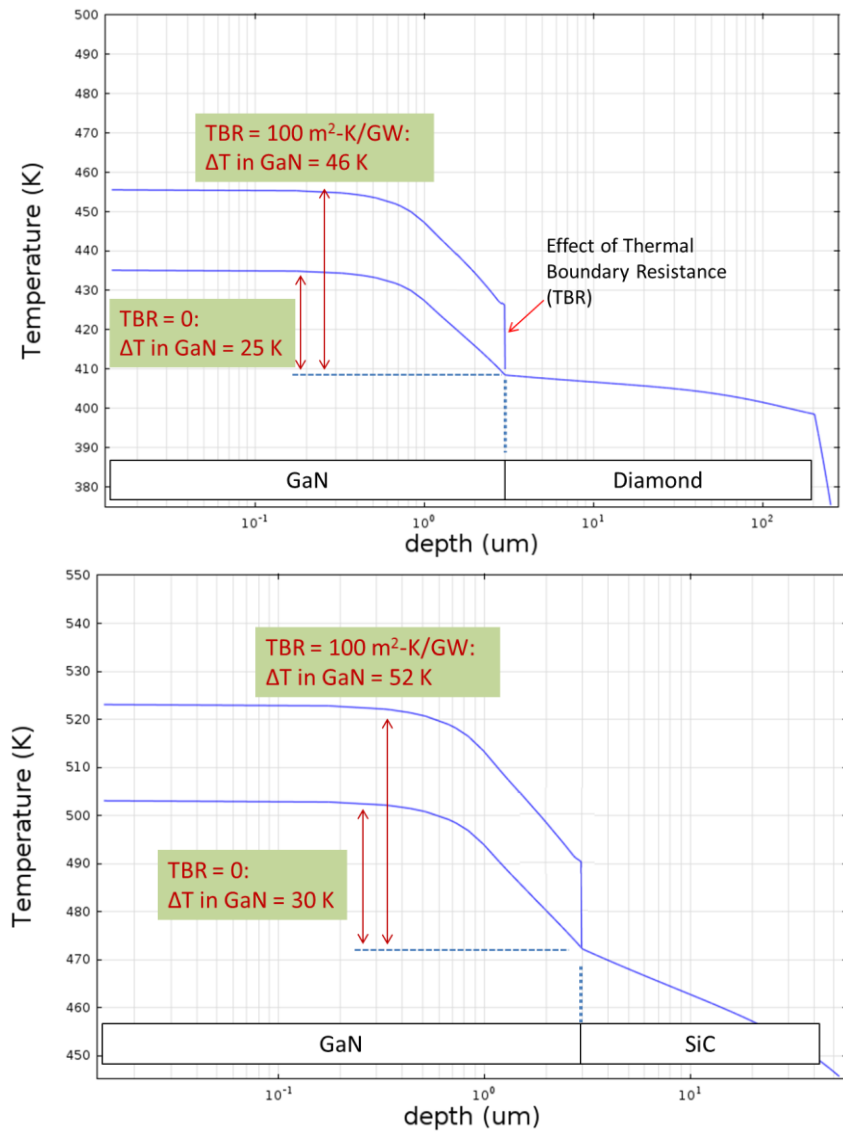 500
490
480
470
460
450
440
430
420
410
400
390
380
Temperature (K)
TBR = 100 m²-K/GW:
ΔT in GaN = 46 K
TBR = 0:
ΔT in GaN = 25 K
Effect of Thermal
Boundary Resistance
(TBR)
GaN
Diamond
10⁻¹
10⁰
10¹
10²
depth (um)
550
540
530
520
510
500
490
480
470
460
450
Temperature (K)
TBR = 100 m²-K/GW:
ΔT in GaN = 52 K
TBR = 0:
ΔT in GaN = 30 K
GaN
SiC
10⁻¹
10⁰
10¹
depth (um)